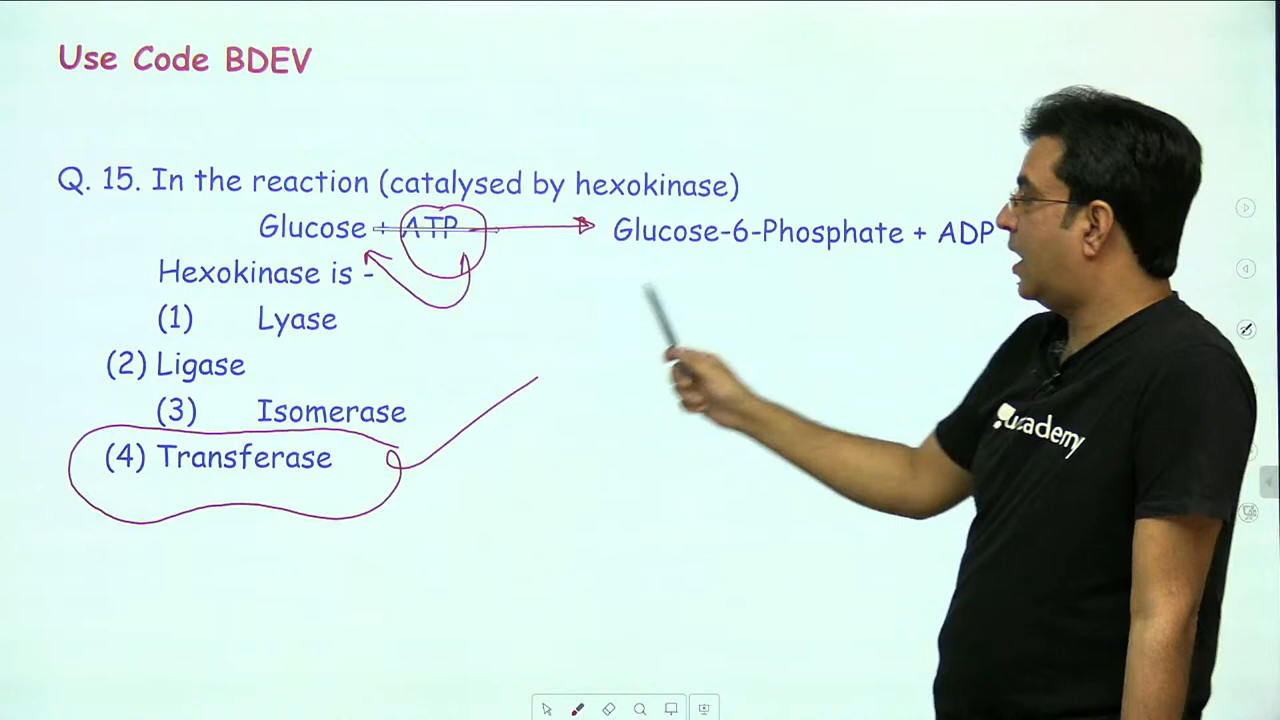 Use Code BDEV
Q. 15. In the reaction (catalysed by hexokinase)
Glucose + ATP Glucose-6-Phosphate + ADP
Hexokinase is -
(1) Lyase
(2) Ligase
(3) Isomerase
(4) Transferase
unacademy